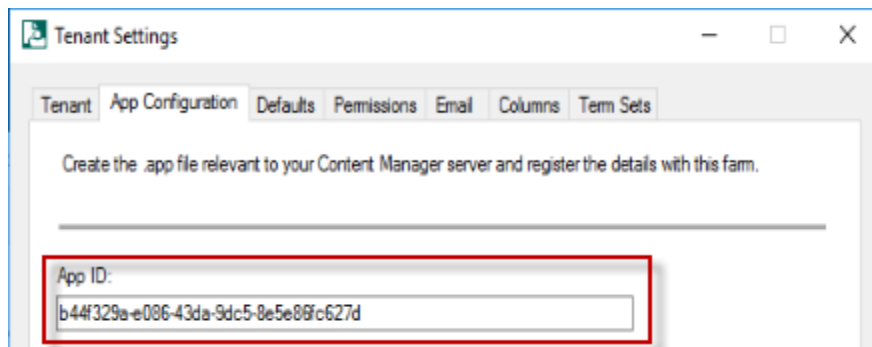 Tenant Settings
Tenant App Configuration Defaults Permissions Email Columns Term Sets
Create the .app file relevant to your Content Manager server and register the details with this farm.
App ID:
b44f329a-e086-43da-9dc5-8e5e86fc627d